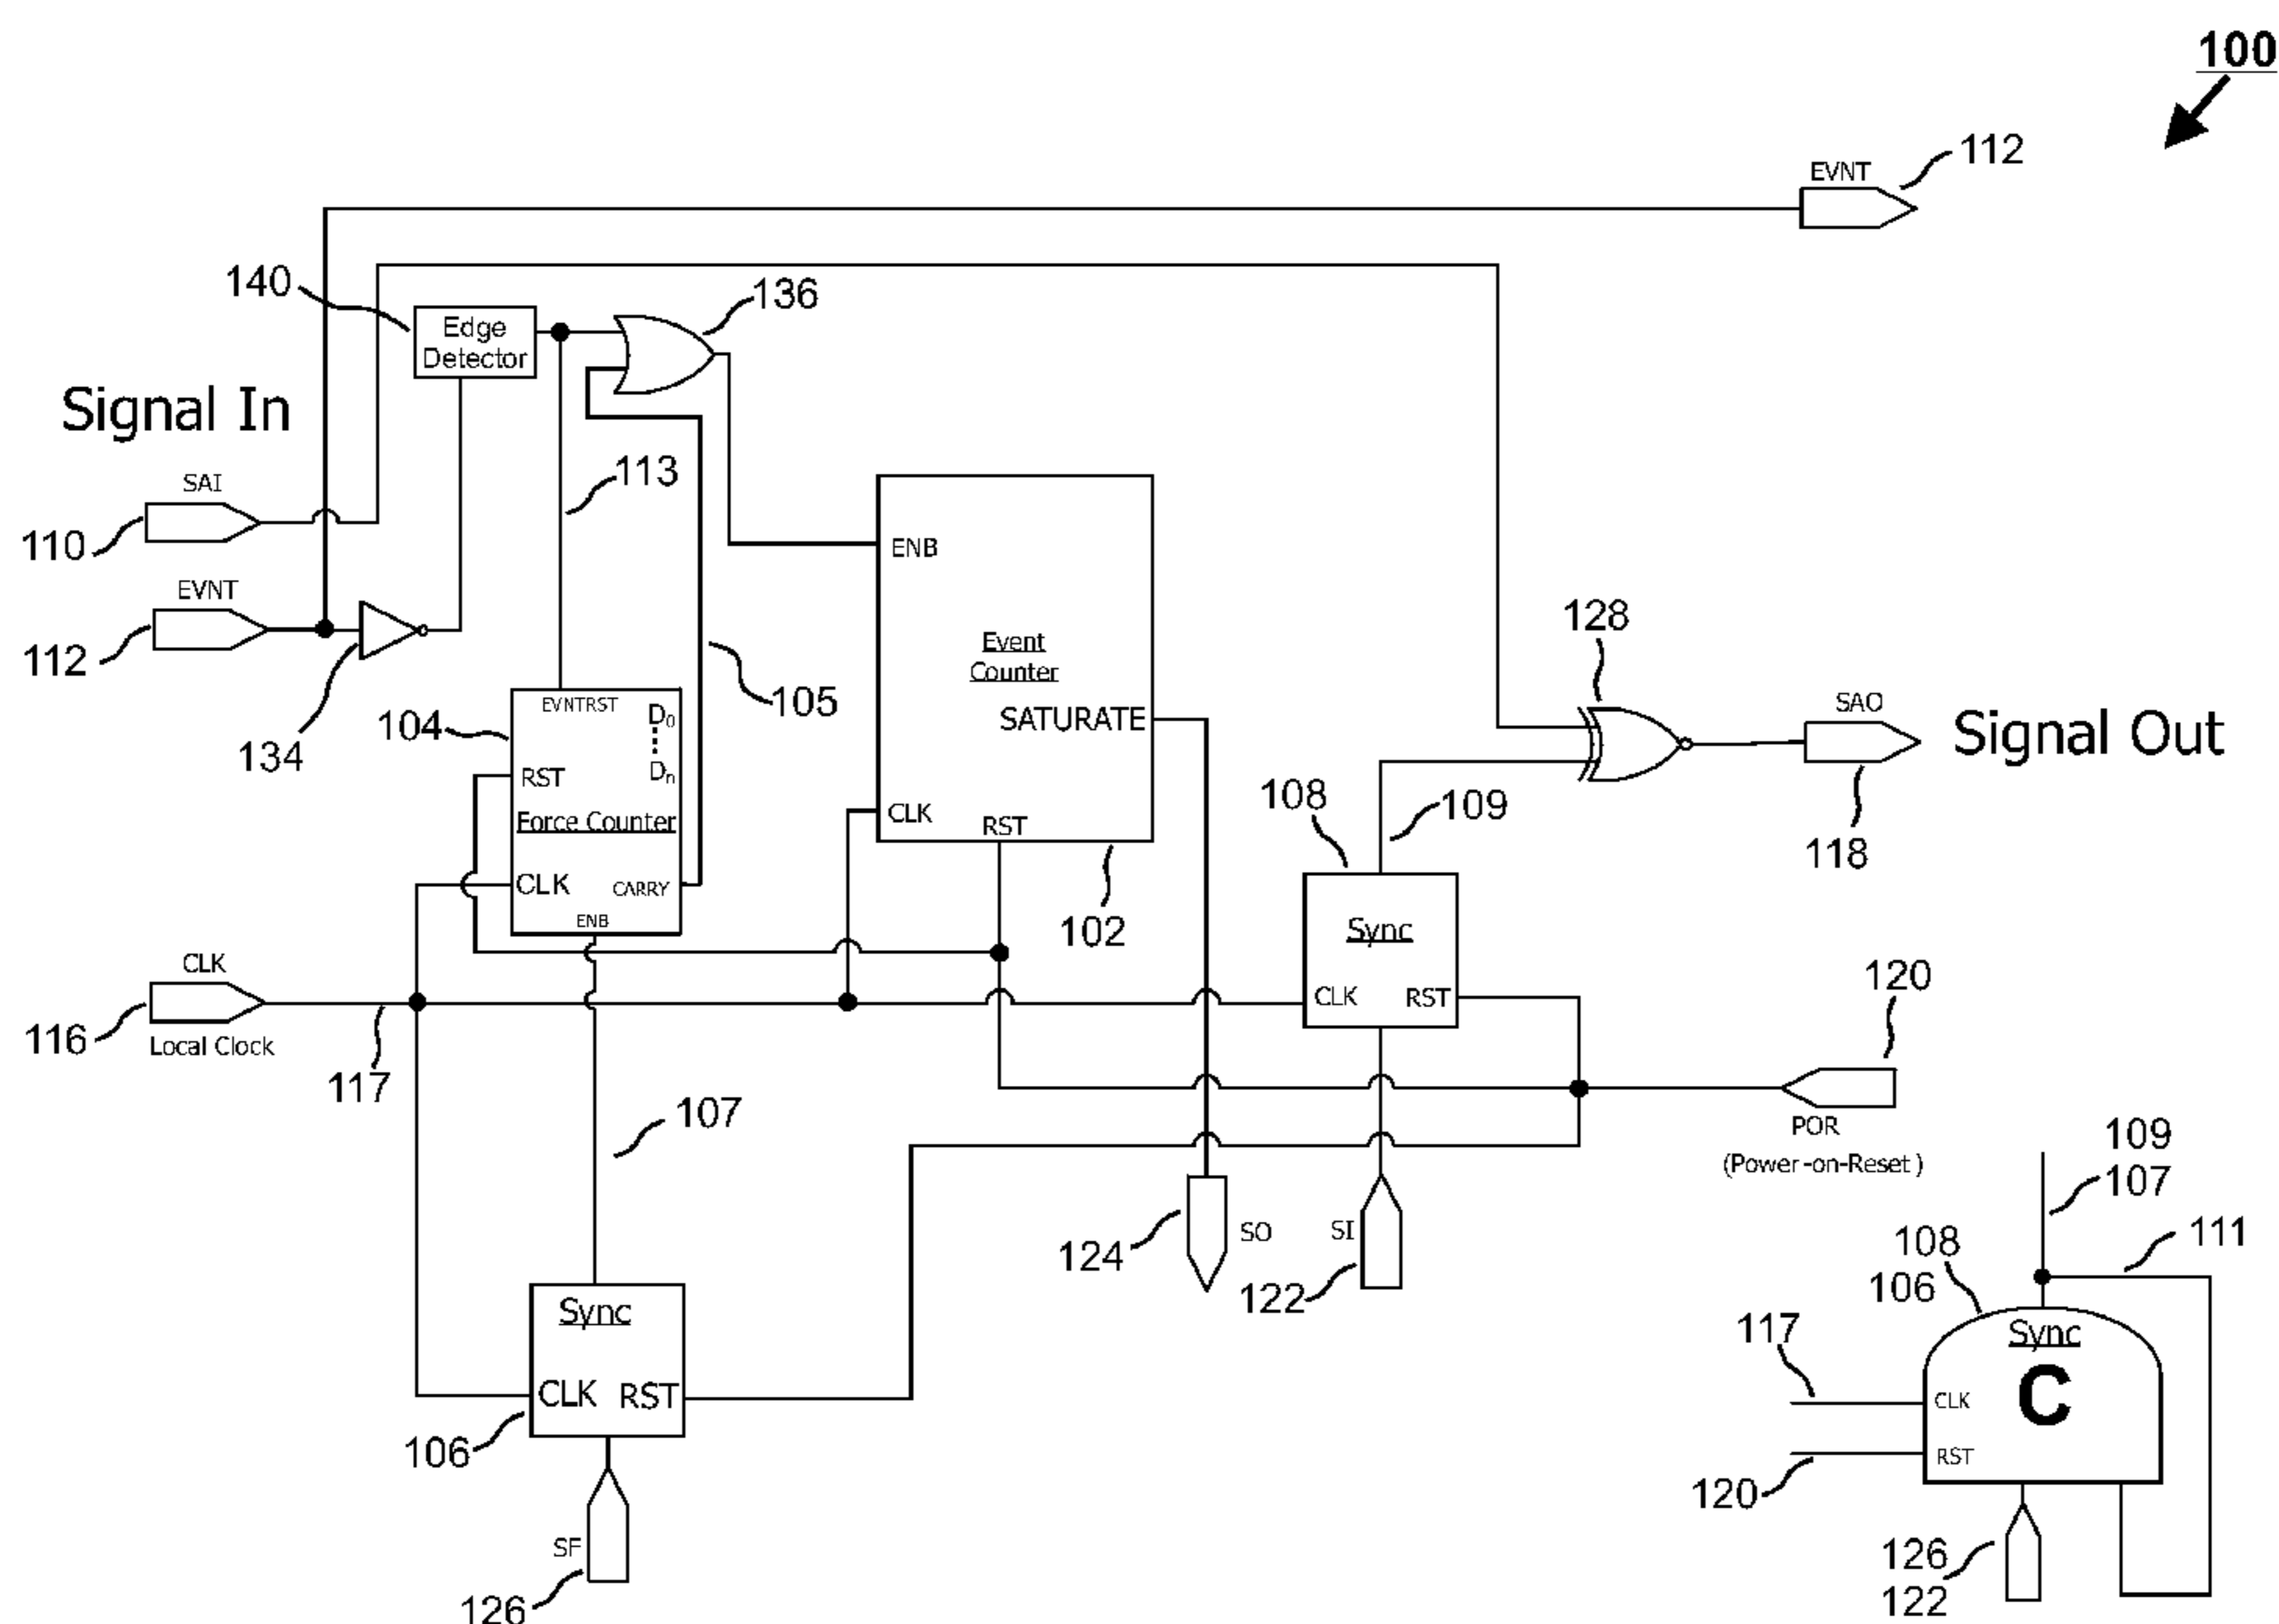 100
112
EVNT
140
136
Edge
Detector
Signal In
113
SAI
110
ENB
EVNT
128
112
Event
Counter
105
SAO
EVNTRST
D0
104
SATURATE
Signal Out
134
Dn
RST
108
109
CLK
RST
Force Counter
118
CLK
CARRY
ENB
102
Sync
CLK
120
CLK
RST
116
Local Clock
117
107
POR
109
(Power-on-Reset)
107
111
SO
SI
108
124
106
122
Sync
117
Sync
C
CLK
RST
CLK
106
RST
120
SF
126
126
122